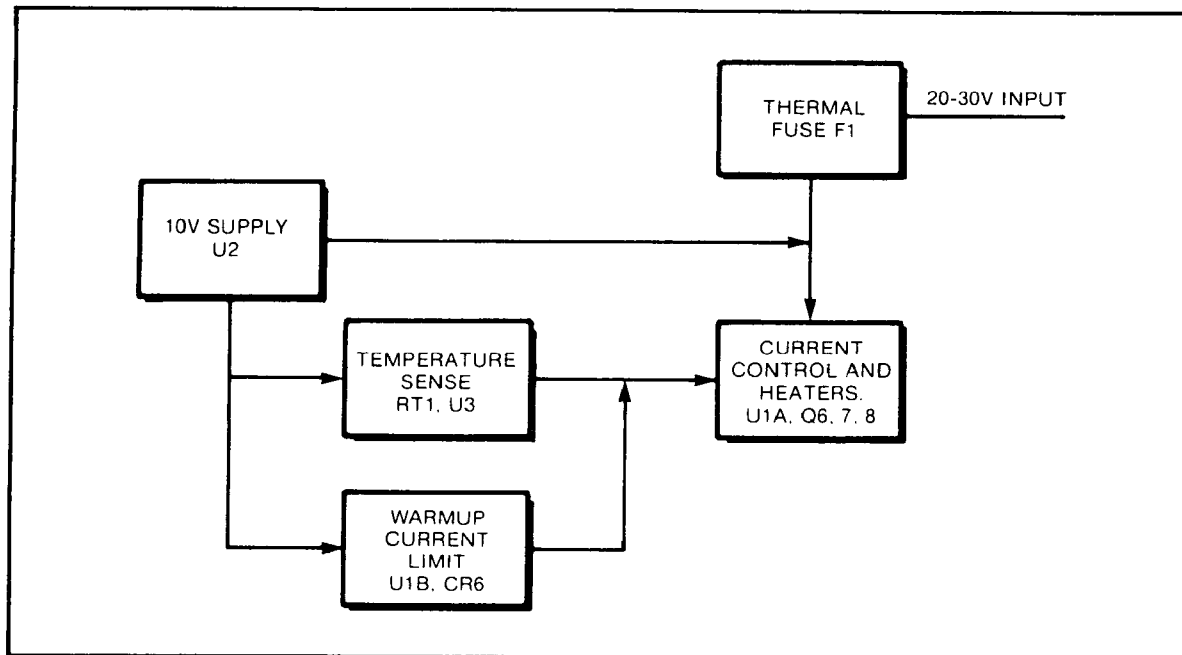 THERMAL
FUSE F1
20-30V INPUT
10V SUPPLY
U2
TEMPERATURE
SENSE
RT1, U3
CURRENT
CONTROL AND
HEATERS.
U1A, Q6, 7, 8
WARMUP
CURRENT
LIMIT
U1B, CR6